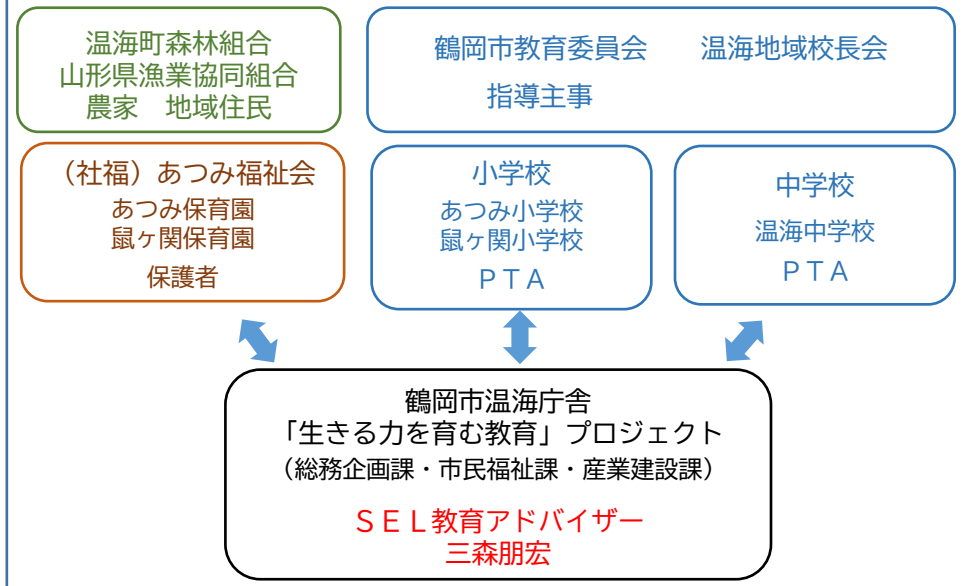 温海町森林組合
山形県漁業協同組合
農家　地域住民
鶴岡市教育委員会　　温海地域校長会
指導主事
（社福）あつみ福祉会
あつみ保育園
鼠ヶ関保育園
保護者
小学校
あつみ小学校
鼠ヶ関小学校
ＰＴＡ
中学校
温海中学校
ＰＴＡ
鶴岡市温海庁舎
「生きる力を育む教育」プロジェクト
（総務企画課・市民福祉課・産業建設課）
ＳＥＬ教育アドバイザー
三森朋宏